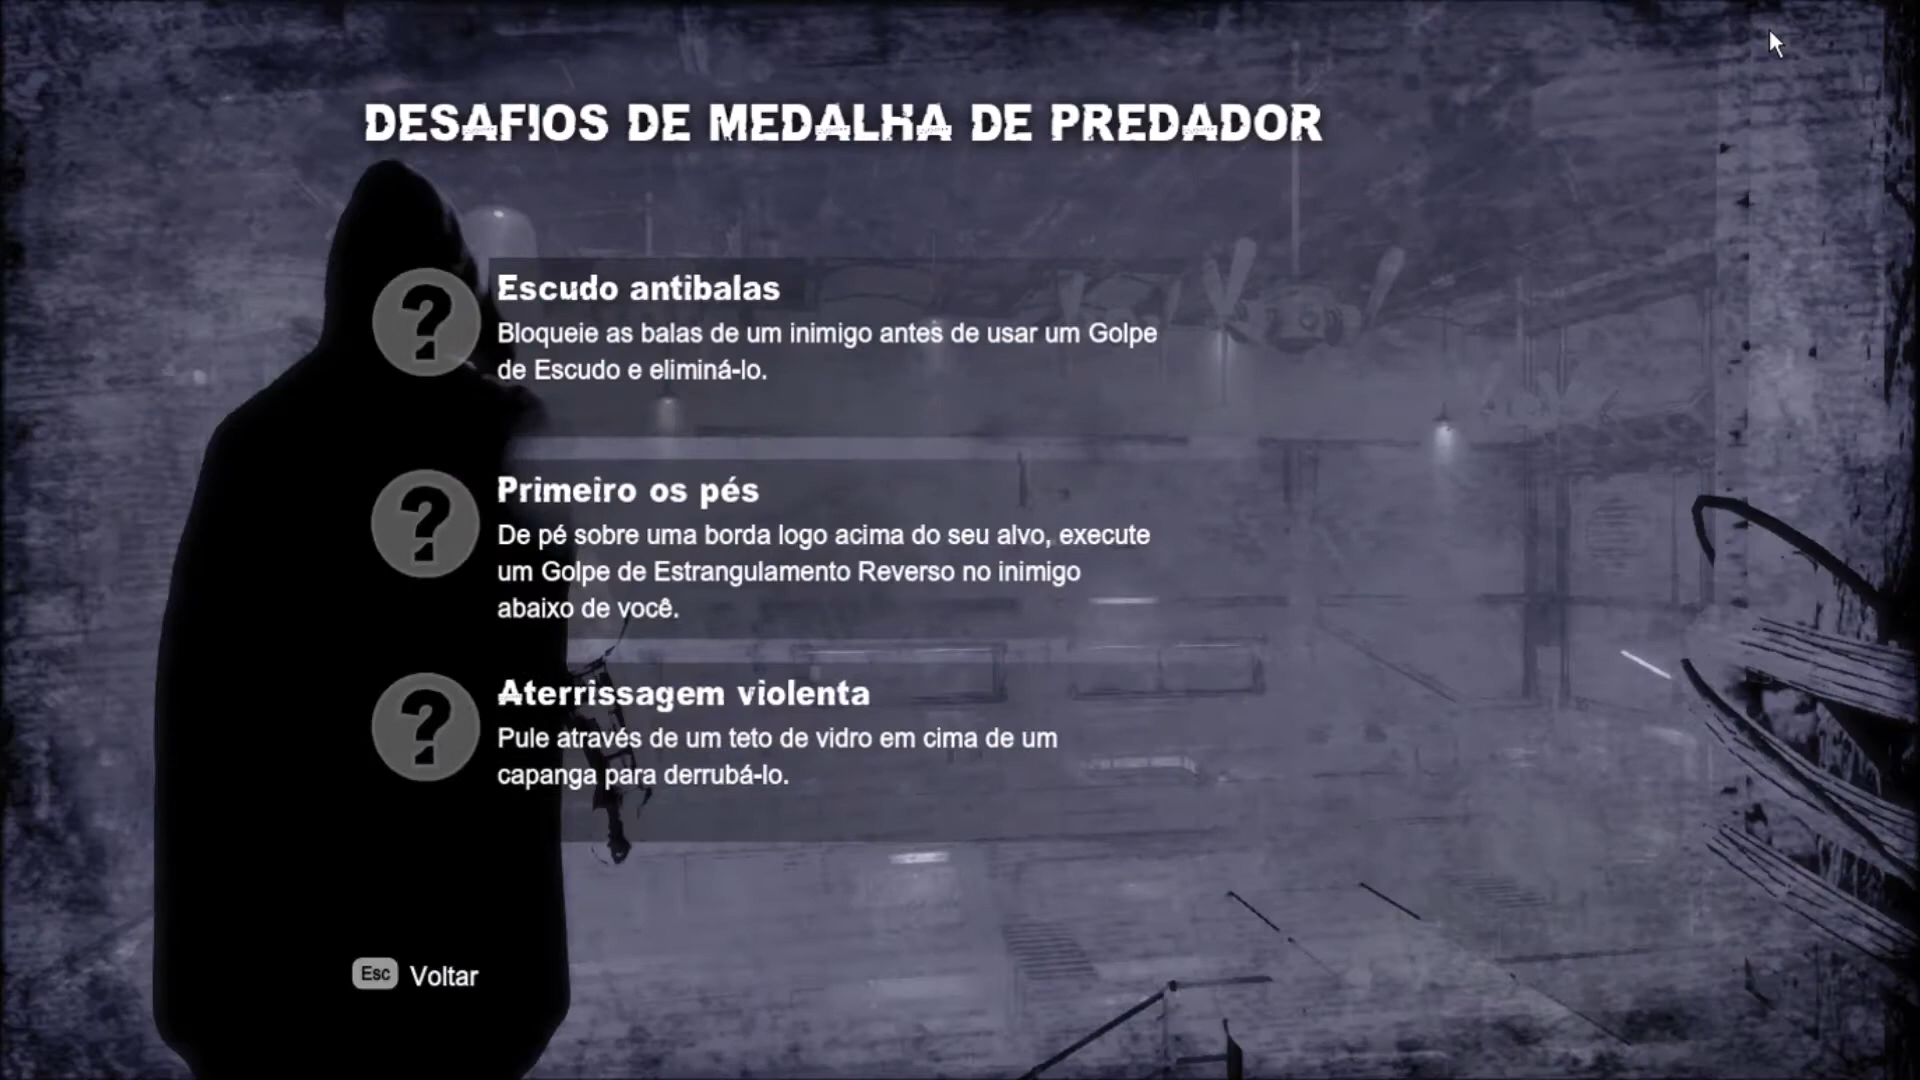 DESAFIOS DE MEDALHA DE PREDADOR
Escudo antibalas
Bloqueie as balas de um inimigo antes de usar um Golpe
de Escudo e eliminá-lo.
Primeiro os pés
De pé sobre uma borda logo acima do seu alvo, execute
um Golpe de Estrangulamento Reverso no inimigo
abaixo de você.
Aterrissagem violenta
Pule através de um teto de vidro em cima de um
capanga para derrubá-lo.
Esc Voltar